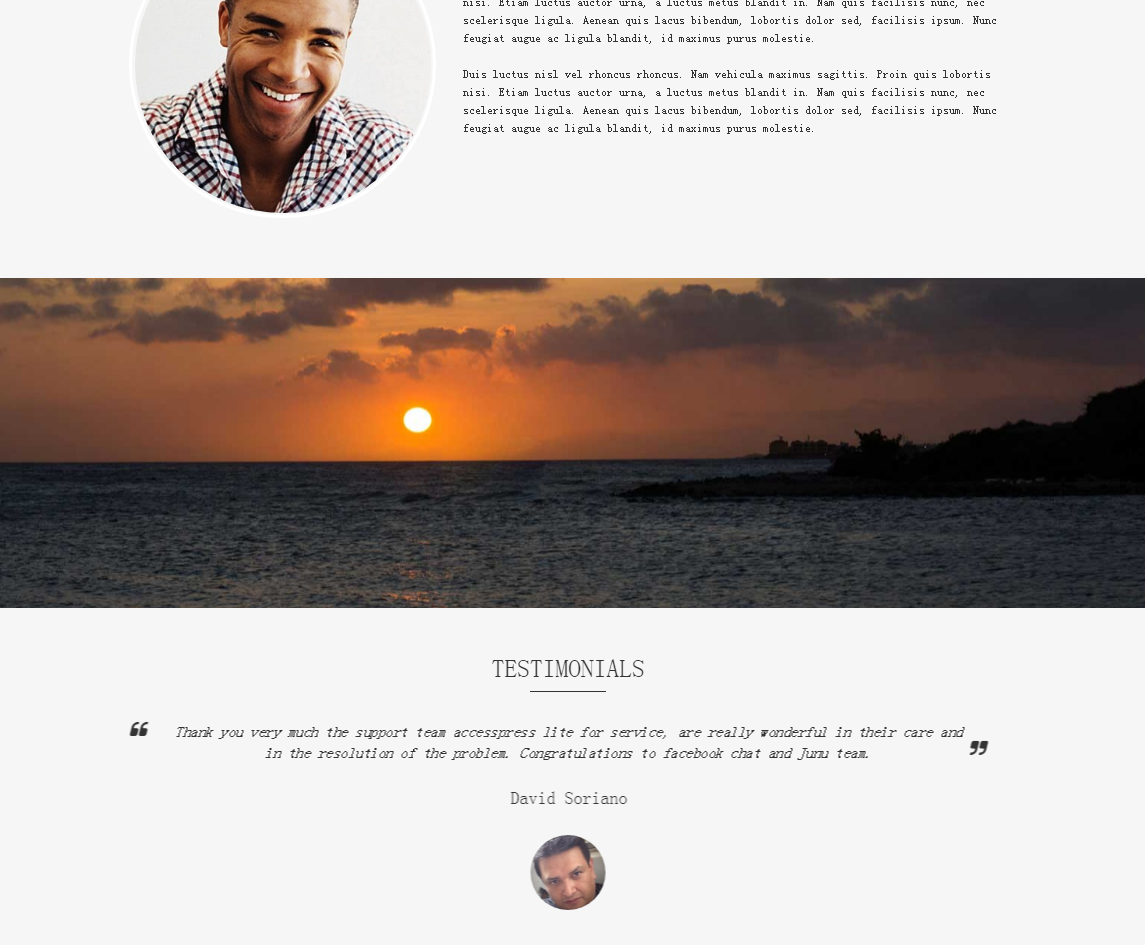 nisi. Etiam luctus auctor urna, a luctus metus blandit in. Nam quis facilisis nunc, nec
scelerisque ligula. Aenean quis lacus bibendum, lobortis dolor sed, facilisis ipsum. Nunc
feugiat augue ac ligula blandit, id maximus purus molestie.
Duis luctus nisl vel rhoncus rhoncus. Nam vehicula maximus sagittis. Proin quis lobortis
nisi. Etiam luctus auctor urna, a luctus metus blandit in. Nam quis facilisis nunc, nec
scelerisque ligula. Aenean quis lacus bibendum, lobortis dolor sed, facilisis ipsum. Nunc
feugiat augue ac ligula blandit, id maximus purus molestie.
TESTIMONIALS
“ Thank you very much the support team accesspress lite for service, are really wonderful in their care and
in the resolution of the problem. Congratulations to facebook chat and Junu team. ”
David Soriano